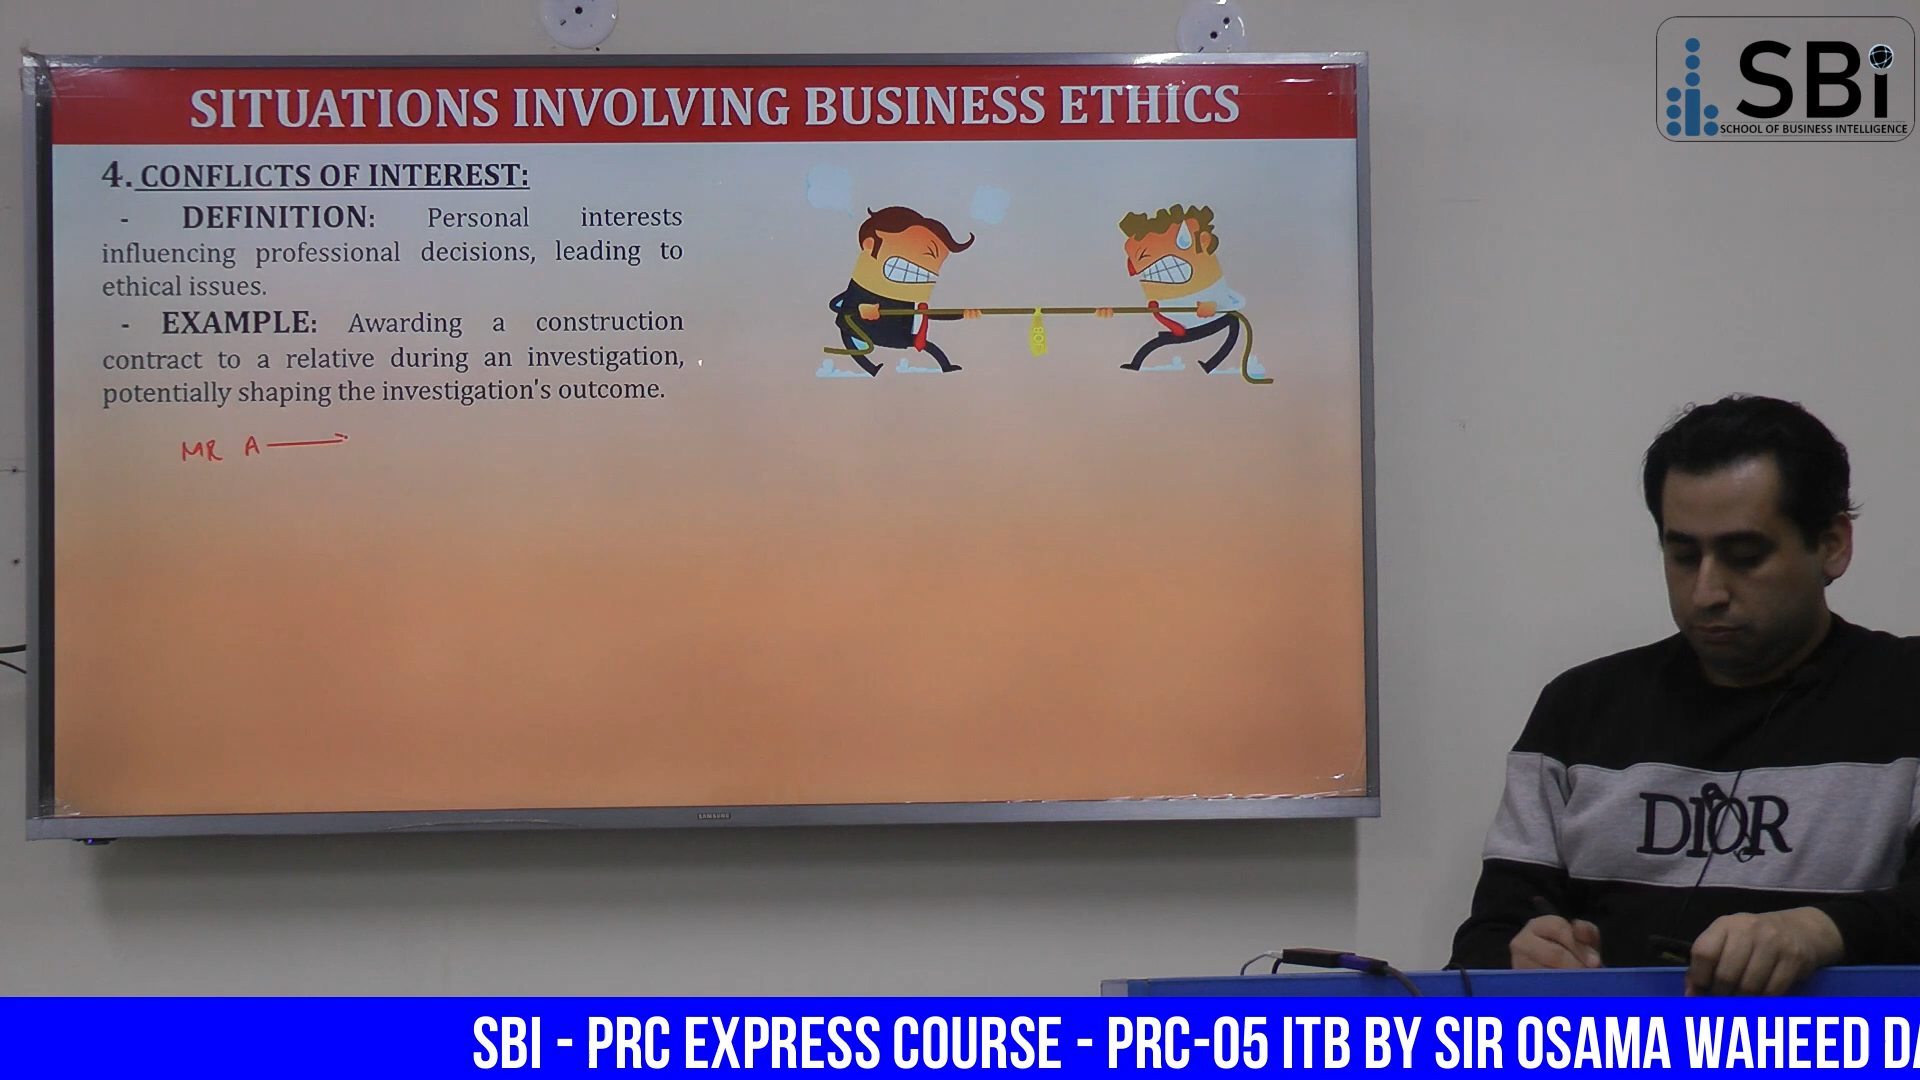 SITUATIONS INVOLVING BUSINESS ETHICS
4. CONFLICTS OF INTEREST:
- DEFINITION: Personal interests
influencing professional decisions, leading to
ethical issues.
- EXAMPLE: Awarding a construction
contract to a relative during an investigation,
potentially shaping the investigation's outcome.
MR A
JOB
SAMSUNG
SBi
SCHOOL OF BUSINESS INTELLIGENCE
DIOR
SBI - PRC EXPRESS COURSE - PRC-05 ITB BY SIR OSAMA WAHEED DA